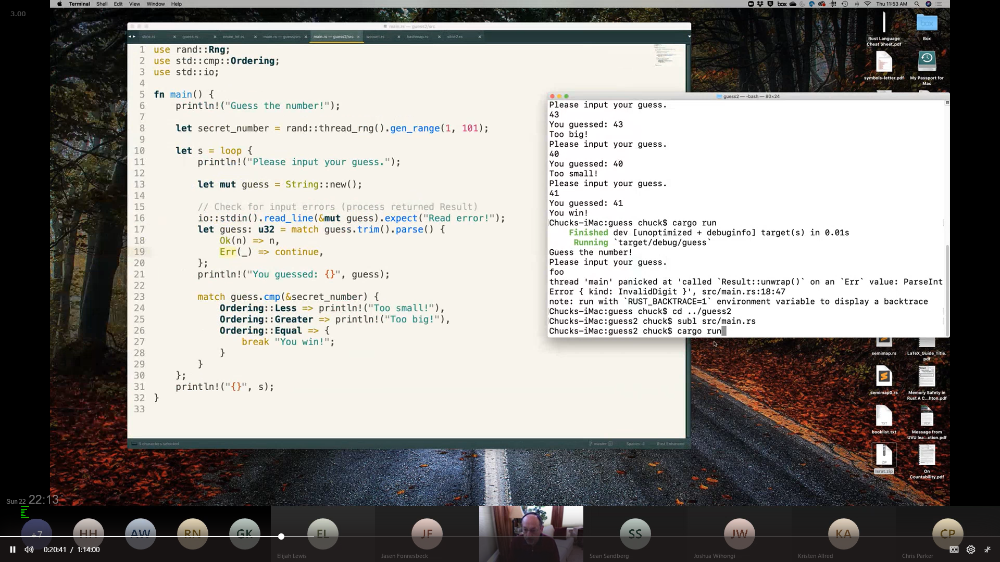 3.00
Terminal Shell Edit View Window Help
box
Thu 11:53 AM
main.rs — guess2/src
slice.rs
guess.rs
enum_let.rs
main.rs — guess/src
main.rs — guess2/src
wcount.rs
hashmap.rs
slice2.rs
1 use rand::Rng;
2 use std::cmp::Ordering;
3 use std::io;
4
5 fn main() {
6 println!("Guess the number!");
7
8 let secret_number = rand::thread_rng().gen_range(1, 101);
9
10 let s = loop {
11 println!("Please input your guess.");
12
13 let mut guess = String::new();
14
15 // Check for input errors (process returned Result)
16 io::stdin().read_line(&mut guess).expect("Read error!");
17 let guess: u32 = match guess.trim().parse() {
18 Ok(n) => n,
19 Err(_) => continue,
20 };
21 println!("You guessed: {}", guess);
22
23 match guess.cmp(&secret_number) {
24 Ordering::Less => println!("Too small!"),
25 Ordering::Greater => println!("Too big!"),
26 Ordering::Equal => {
27 break "You win!";
28 }
29 }
30 };
31 println!("{}", s);
32 }
33
3 characters selected
master
Spaces: 4
Rust Enhanced
guess2 — -bash — 80×24
Please input your guess.
43
You guessed: 43
Too big!
Please input your guess.
40
You guessed: 40
Too small!
Please input your guess.
41
You guessed: 41
You win!
Chucks-iMac:guess chuck$ cargo run
Finished dev [unoptimized + debuginfo] target(s) in 0.01s
Running `target/debug/guess`
Guess the number!
Please input your guess.
foo
thread 'main' panicked at 'called `Result::unwrap()` on an `Err` value: ParseInt
Error { kind: InvalidDigit }', src/main.rs:18:47
note: run with `RUST_BACKTRACE=1` environment variable to display a backtrace
Chucks-iMac:guess chuck$ cd ../guess2
Chucks-iMac:guess2 chuck$ subl src/main.rs
Chucks-iMac:guess2 chuck$ cargo run
Rust Language
Cheat Sheet.pdf
box
Box
symbols-letter.pdf
My Passport for
Mac
semimap.rs
LaTeX_Guide_Title.
pdf
semimap0.rs
Memory Safety in
Rust A C...hton.pdf
TXT
booklist.txt
PDF
Message from
UVU lea...ction.pdf
ZIP
lsrat.zip
On
Countability.pdf
Sun 22 22:13
+7
HH
AW
RN
GK
EL
Elijah Lewis
JF
Jasen Fonnesbeck
SS
Sean Sandberg
JW
Joshua Wihongi
KA
Kristen Allred
CP
Chris Parker
0:20:41 / 1:14:00
CC